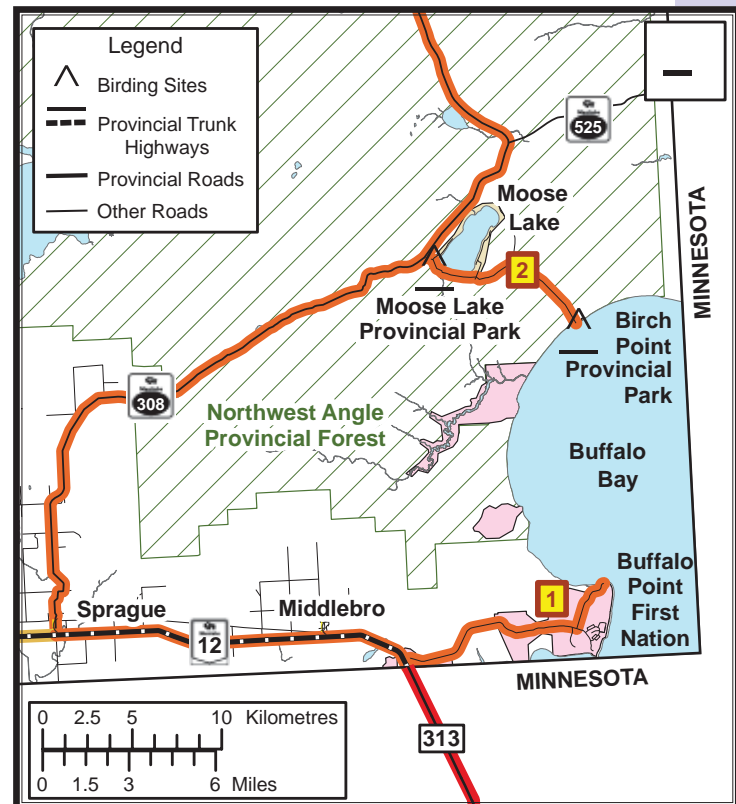 Legend
Birding Sites
Provincial Trunk
Highways
Provincial Roads
Other Roads
525
Moose
Lake
MINNESOTA
2
Moose Lake
Provincial Park
Birch
Point
Provincial
Park
308
Northwest Angle
Provincial Forest
Buffalo
Bay
Buffalo
Point
First
Nation
1
Sprague
Middlebro
12
MINNESOTA
313
0 2.5 5 10 Kilometres
0 1.5 3 6 Miles